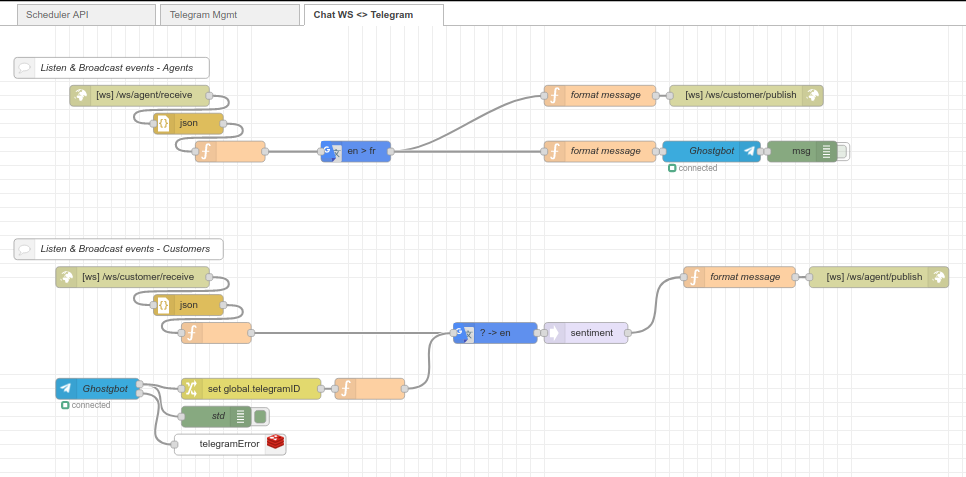 Scheduler API
Telegram Mgmt
Chat WS <> Telegram
Listen & Broadcast events - Agents
[ws] /ws/agent/receive
format message
[ws] /ws/customer/publish
{} json
f
en > fr
format message
Ghostgbot
msg
connected
Listen & Broadcast events - Customers
[ws] /ws/customer/receive
format message
[ws] /ws/agent/publish
{} json
f
? -> en
sentiment
Ghostgbot
set global.telegramID
f
connected
std
telegramError